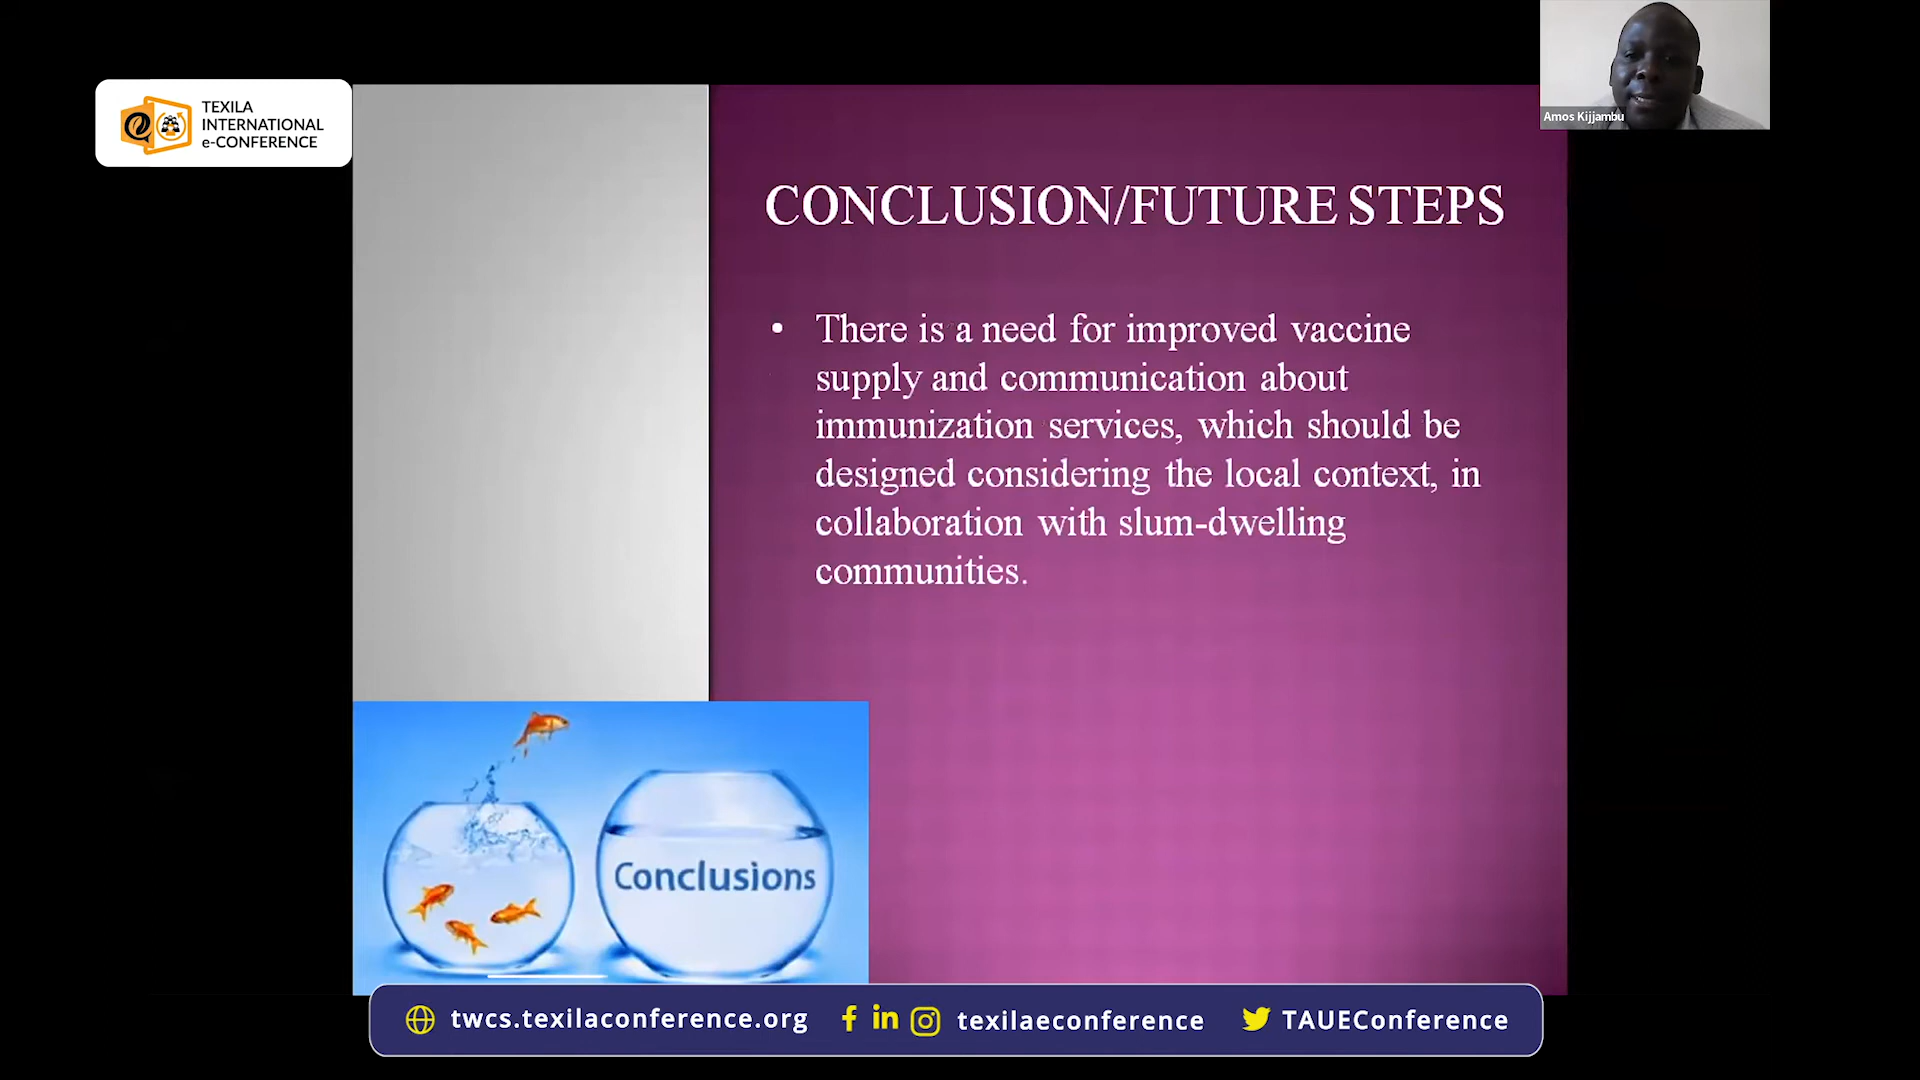 TEXILA
INTERNATIONAL
e-CONFERENCE
Amos Kijjambu
CONCLUSION/FUTURE STEPS
• There is a need for improved vaccine
supply and communication about
immunization services, which should be
designed considering the local context, in
collaboration with slum-dwelling
communities.
Conclusions
twcs.texilaconference.org
texilaeconference
TAUEConference